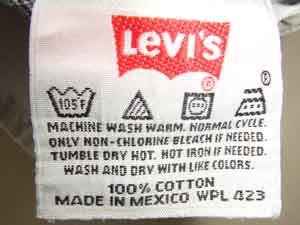 LEVI'S
®
®
105°F
MACHINE WASH WARM. NORMAL CYCLE.
ONLY NON-CHLORINE BLEACH IF NEEDED.
TUMBLE DRY HOT. HOT IRON IF NEEDED.
WASH AND DRY WITH LIKE COLORS.
100% COTTON
MADE IN MEXICO WPL 423